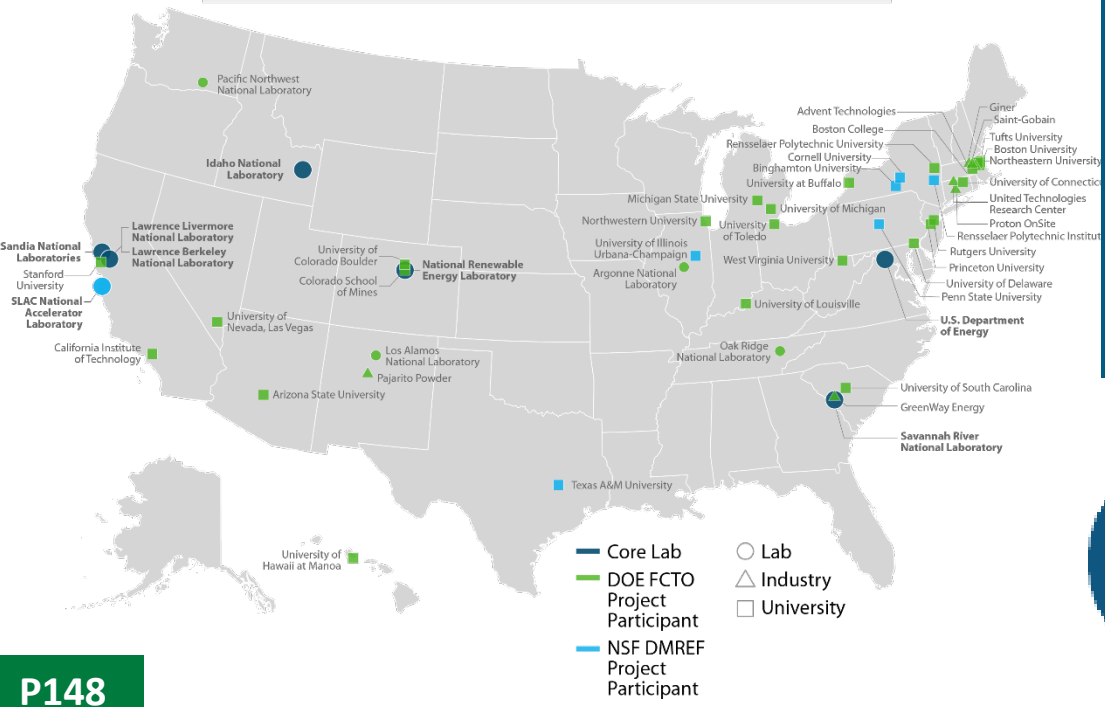 Pacific Northwest
National Laboratory
Idaho National
Laboratory
Lawrence Livermore
National Laboratory
Sandia National
Laboratories
Lawrence Berkeley
National Laboratory
Stanford
University
SLAC National
Accelerator
Laboratory
University of
Colorado Boulder
Colorado School
of Mines
National Renewable
Energy Laboratory
University of
Nevada, Las Vegas
California Institute
of Technology
Los Alamos
National Laboratory
Pajarito Powder
Arizona State University
Texas A&M University
University of
Hawaii at Manoa
Advent Technologies
Boston College
Rensselaer Polytechnic University
Cornell University
Binghamton University
University at Buffalo
Michigan State University
University of Michigan
Northwestern University
University
of Toledo
University of Illinois
Urbana-Champaign
Argonne National
Laboratory
West Virginia University
University of Louisville
Oak Ridge
National Laboratory
Giner
Saint-Gobain
Tufts University
Boston University
Northeastern University
University of Connectic
United Technologies
Research Center
Proton OnSite
Rensselaer Polytechnic Institut
Rutgers University
Princeton University
University of Delaware
Penn State University
U.S. Department
of Energy
University of South Carolina
GreenWay Energy
Savannah River
National Laboratory
Core Lab
DOE FCTO
Project
Participant
NSF DMREF
Project
Participant
Lab
Industry
University
P148